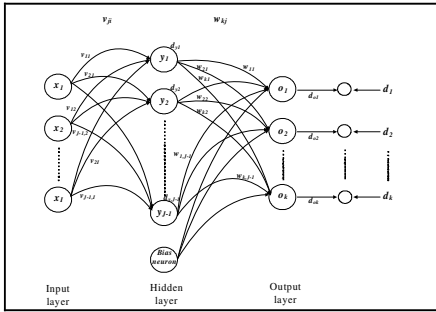 v_ji w_kj
v_11 d_y1 y_1 w_11
v_21 w_21
x_1 w_k1 o_1 d_o1 d_1
v_12 d_y2 y_2 w_22
x_2 v_J-1,2 w_k2 o_2 d_o2 d_2
v_2I w_1,J-1
x_I w_k,J-1 o_k d_ok d_k
v_J-1,I y_J-1
Bias
neuron
Input
layer
Hidden
layer
Output
layer